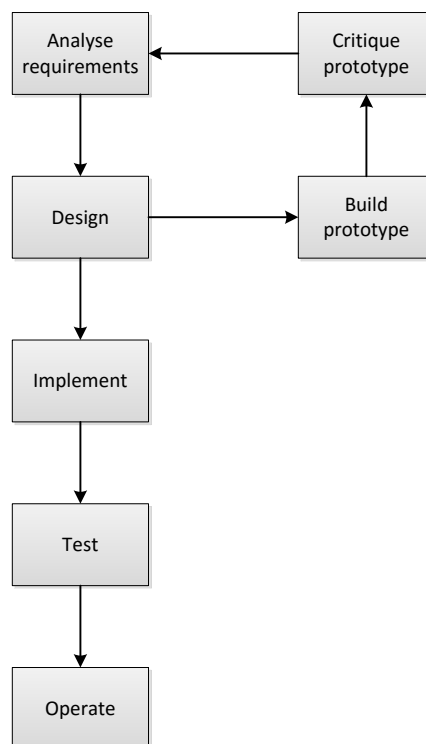 Analyse
requirements
Critique
prototype
Design
Build
prototype
Implement
Test
Operate